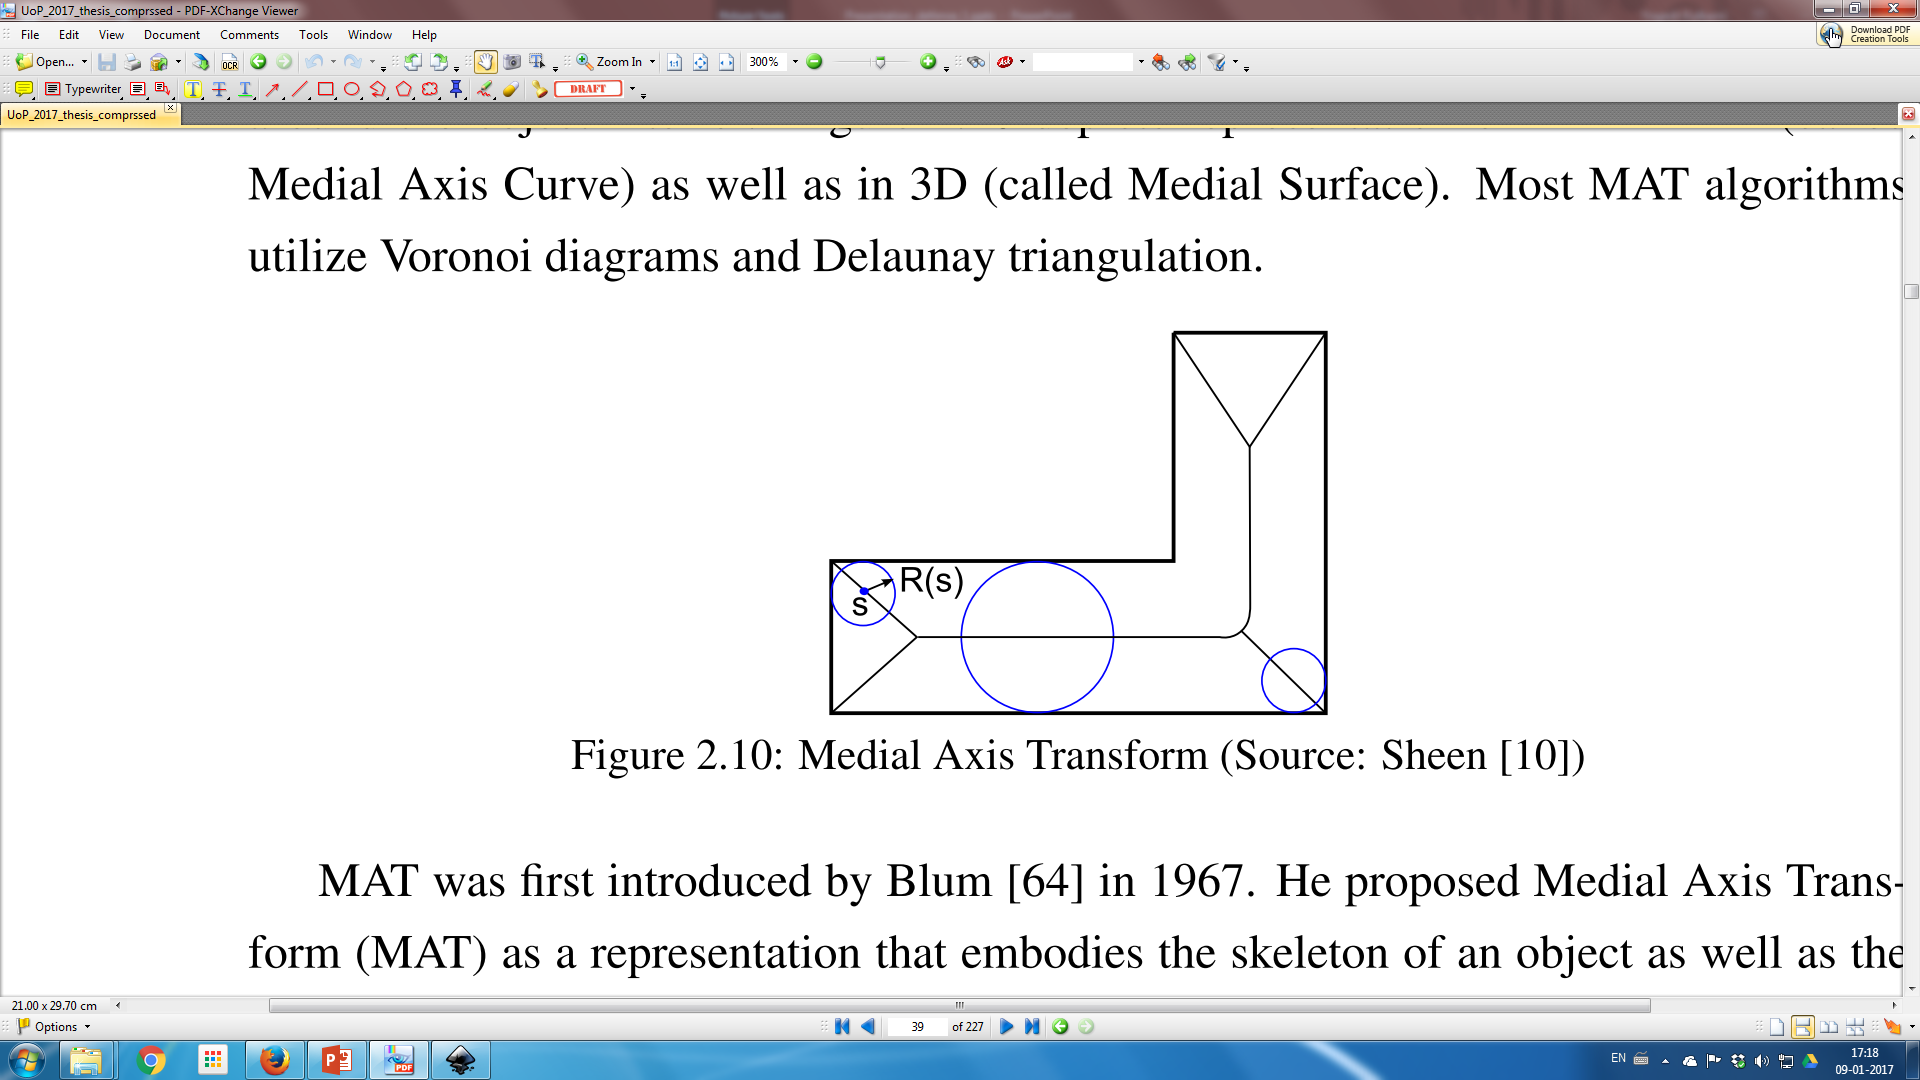 UoP_2017_thesis_comprssed - PDF-XChange Viewer
File Edit View Document Comments Tools Window Help
Download PDF
Creation Tools
Open... OCR Zoom In 300%
Typewriter DRAFT
UoP_2017_thesis_comprssed
Medial Axis Curve) as well as in 3D (called Medial Surface). Most MAT algorithms
utilize Voronoi diagrams and Delaunay triangulation.
R(s)
s
Figure 2.10: Medial Axis Transform (Source: Sheen [10])
MAT was first introduced by Blum [64] in 1967. He proposed Medial Axis Trans-
form (MAT) as a representation that embodies the skeleton of an object as well as the
21.00 x 29.70 cm
Options 39 of 227
EN 17:18
09-01-2017